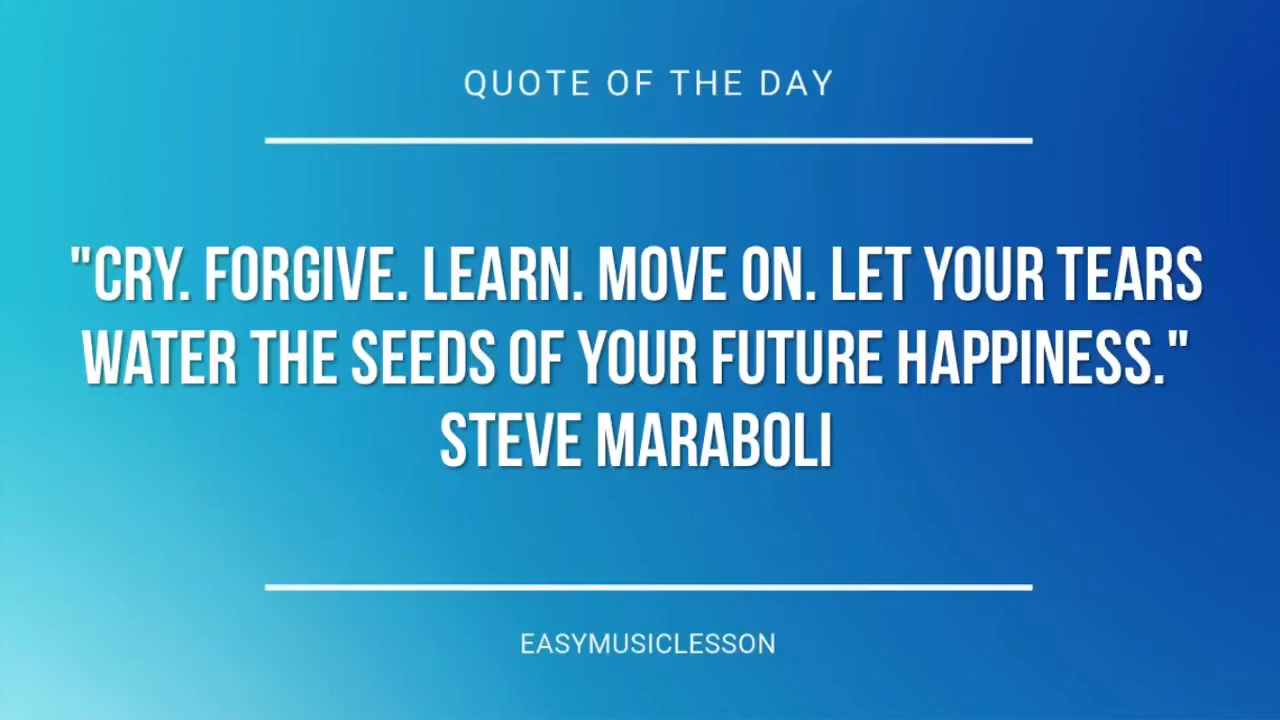 QUOTE OF THE DAY
"CRY. FORGIVE. LEARN. MOVE ON. LET YOUR TEARS
WATER THE SEEDS OF YOUR FUTURE HAPPINESS."
STEVE MARABOLI
EASYMUSICLESSON